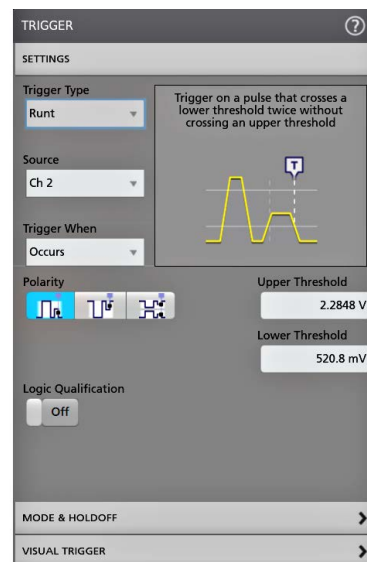 TRIGGER
?
SETTINGS
Trigger Type
Runt
Trigger on a pulse that crosses a
lower threshold twice without
crossing an upper threshold
T
Source
Ch 2
Trigger When
Occurs
Polarity
Upper Threshold
2.2848 V
Lower Threshold
520.8 mV
Logic Qualification
Off
MODE & HOLDOFF
VISUAL TRIGGER